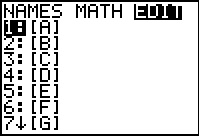 NAMES MATH EDIT
1:[A]
2:[B]
3:[C]
4:[D]
5:[E]
6:[F]
7↓[G]